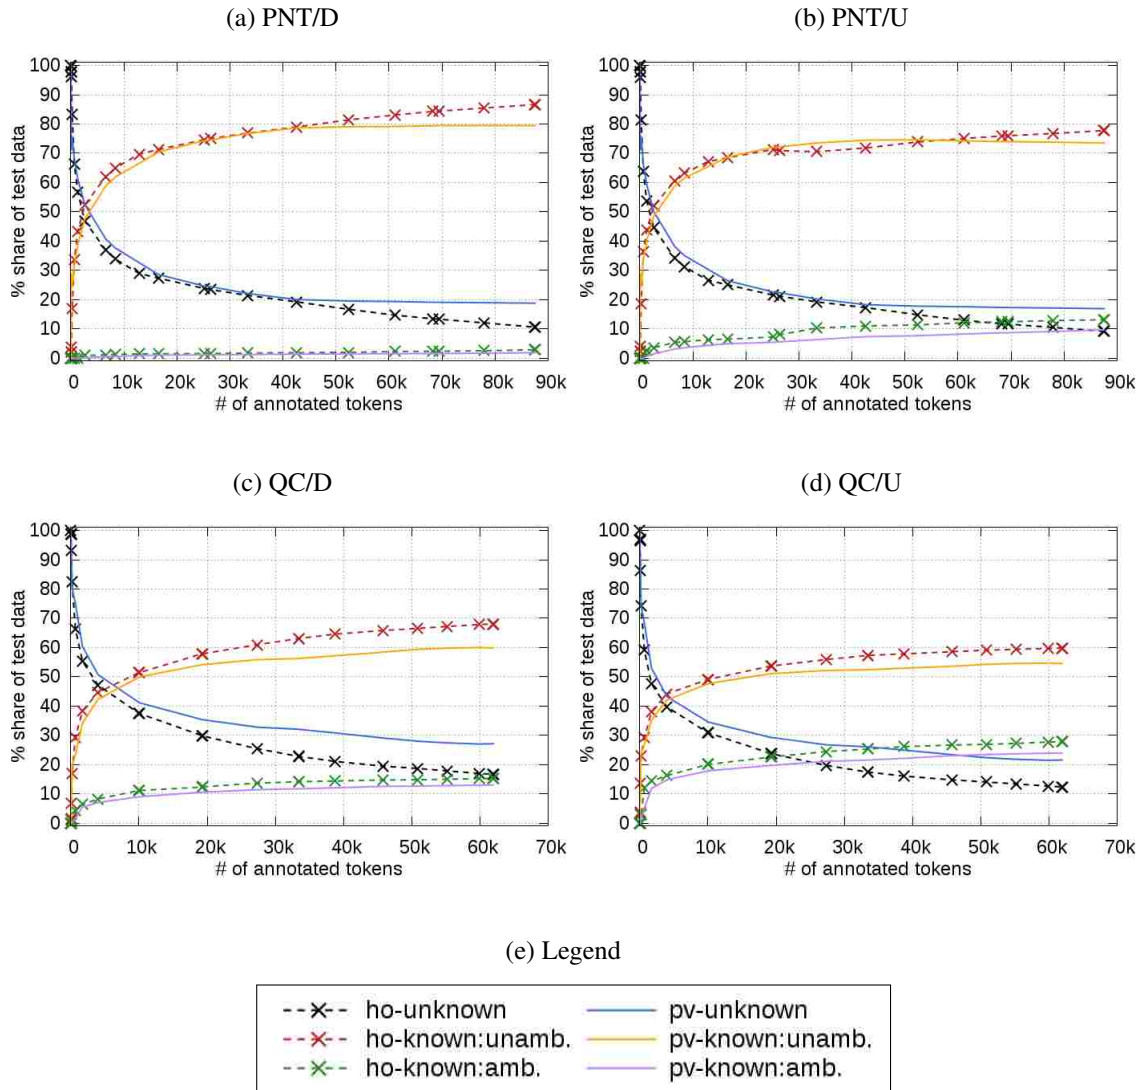 (a) PNT/D
(b) PNT/U
% share of test data
100
90
80
70
60
50
40
30
20
10
0
0 10k 20k 30k 40k 50k 60k 70k 80k 90k
# of annotated tokens
% share of test data
100
90
80
70
60
50
40
30
20
10
0
0 10k 20k 30k 40k 50k 60k 70k 80k 90k
# of annotated tokens
(c) QC/D
(d) QC/U
% share of test data
100
90
80
70
60
50
40
30
20
10
0
0 10k 20k 30k 40k 50k 60k 70k
# of annotated tokens
% share of test data
100
90
80
70
60
50
40
30
20
10
0
0 10k 20k 30k 40k 50k 60k 70k
# of annotated tokens
(e) Legend
ho-unknown
pv-unknown
ho-known:unamb.
pv-known:unamb.
ho-known:amb.
pv-known:amb.